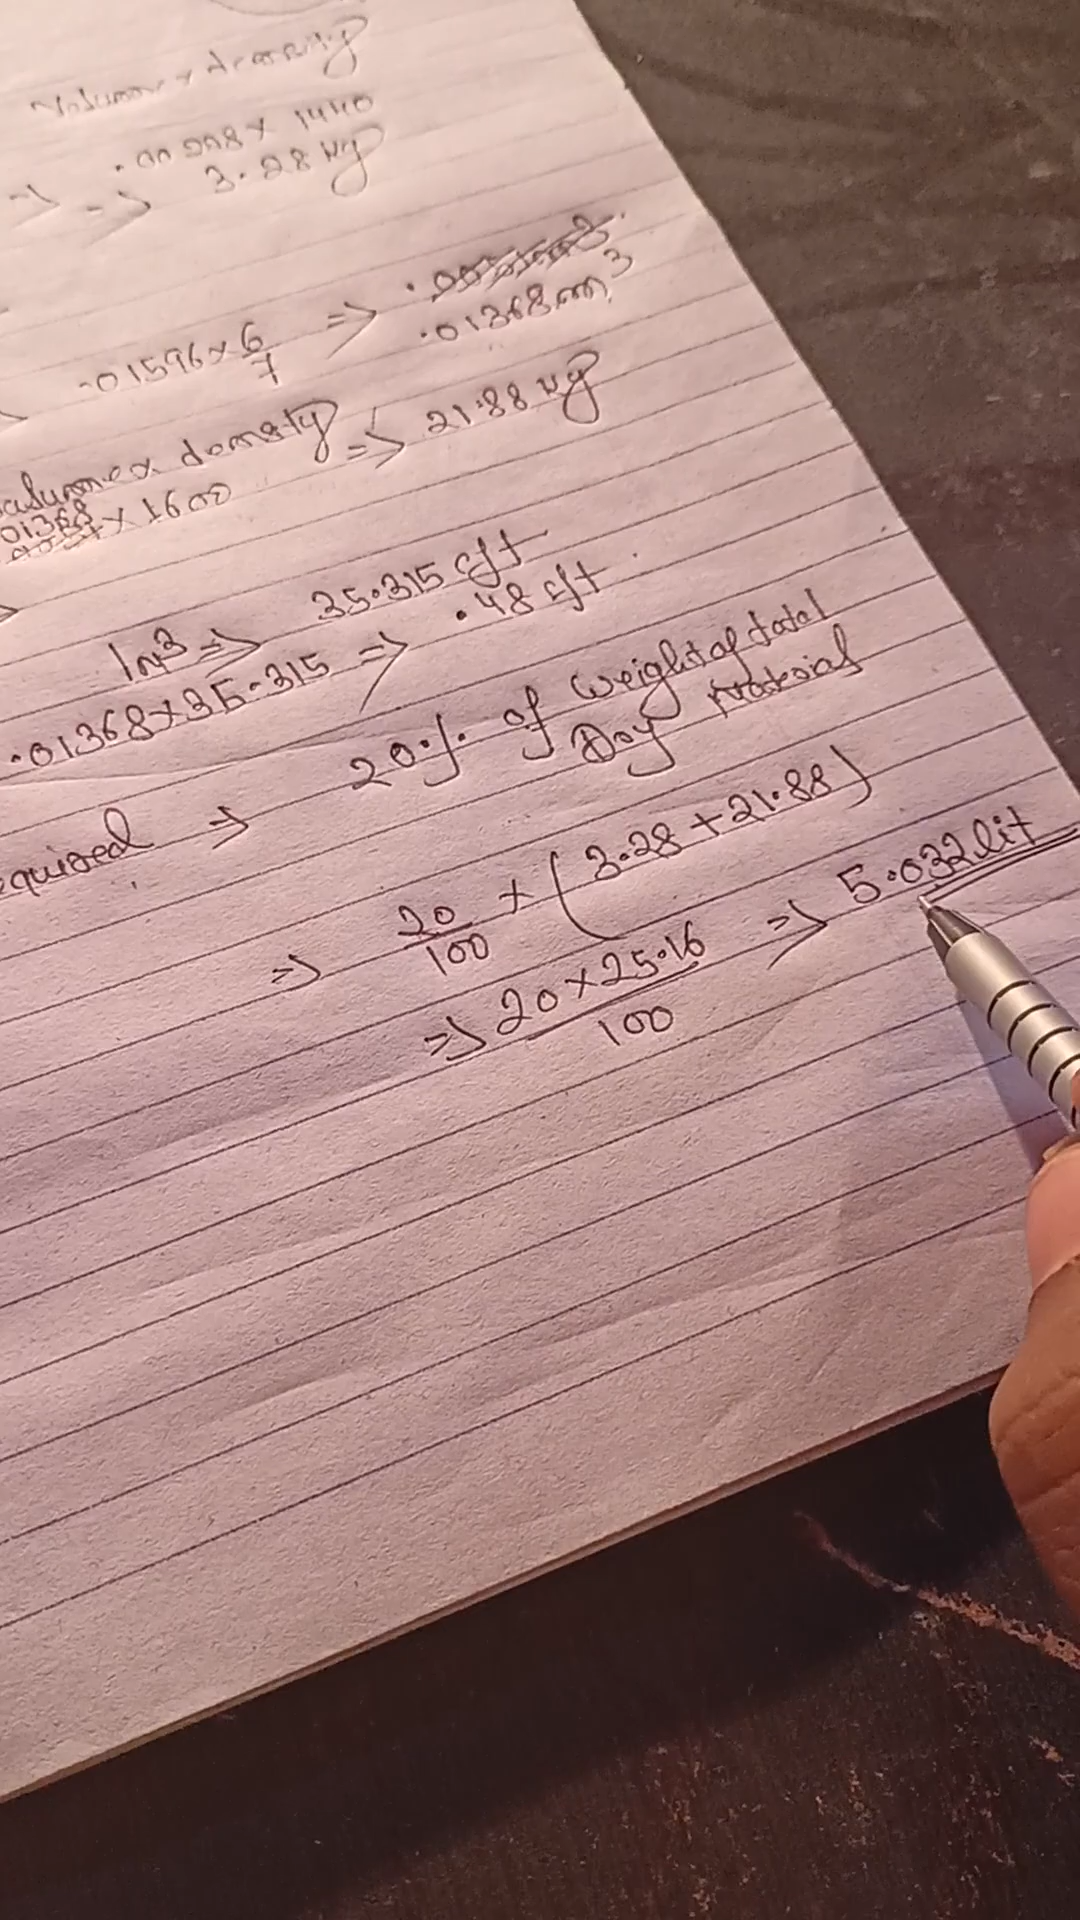 Volume x density
=> .00228 x 1440
=> 3.28 kg
.01596 x 6/7 => .01368 m³
volume x density
01368 x 1600 => 21.88 kg
1m³ => 35.315 cft
.01368 x 35.315 => .48 cft
equired => 20% of weight of total
Dry Material
=> 20/100 x (3.28 + 21.88)
=> 20 x 25.16/100 => 5.032 lit